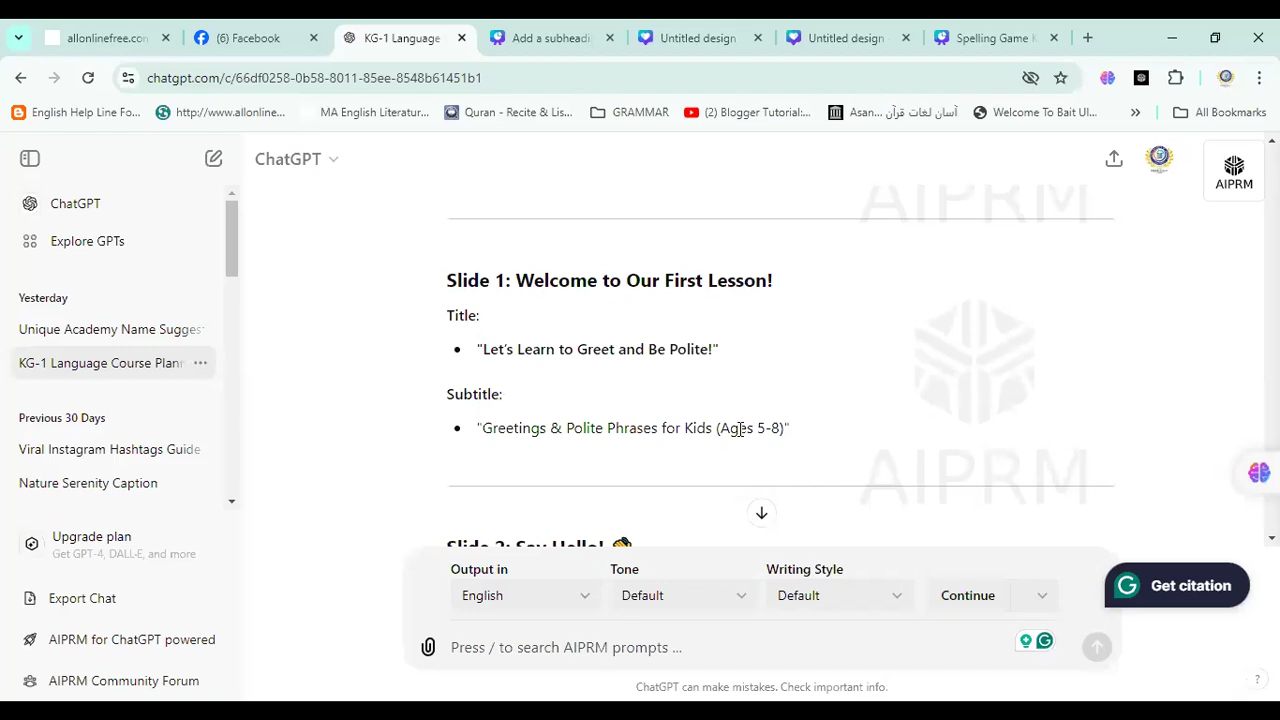 allonlinefree.con
(6) Facebook
KG-1 Language
Add a subheadi
Untitled design
Untitled design
Spelling Game K
chatgpt.com/c/66df0258-0b58-8011-85ee-8548b61451b1
English Help Line Fo...
http://www.allonline...
MA English Literatur...
Quran - Recite & Lis...
GRAMMAR
(2) Blogger Tutorial:...
Asan... آسان لغات قرآن
Welcome To Bait Ul...
All Bookmarks
ChatGPT
AIPRM
ChatGPT
Explore GPTs
Yesterday
Unique Academy Name Sugges
KG-1 Language Course Plan
Previous 30 Days
Viral Instagram Hashtags Guide
Nature Serenity Caption
Upgrade plan
Get GPT-4, DALL·E, and more
Export Chat
AIPRM for ChatGPT powered
AIPRM Community Forum
AIPRM
Slide 1: Welcome to Our First Lesson!
Title:
"Let's Learn to Greet and Be Polite!"
Subtitle:
"Greetings & Polite Phrases for Kids (Ages 5-8)"
AIPRM
Slide 2: Say Hello! 👋
Output in
Tone
Writing Style
English
Default
Default
Continue
Get citation
Press / to search AIPRM prompts ...
ChatGPT can make mistakes. Check important info.
?